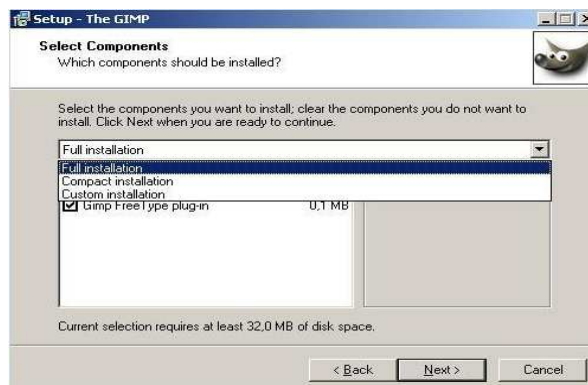 Setup - The GIMP
Select Components
Which components should be installed?
Select the components you want to install; clear the components you do not want to
install. Click Next when you are ready to continue.
Full installation
Full installation
Compact installation
Custom installation
Gimp FreeType plug-in 0,1 MB
Current selection requires at least 32,0 MB of disk space.
< Back Next > Cancel